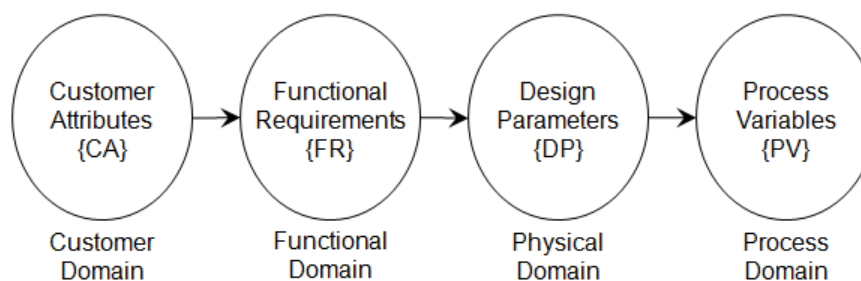 Customer
Attributes
{CA}
Functional
Requirements
{FR}
Design
Parameters
{DP}
Process
Variables
{PV}
Customer
Domain
Functional
Domain
Physical
Domain
Process
Domain